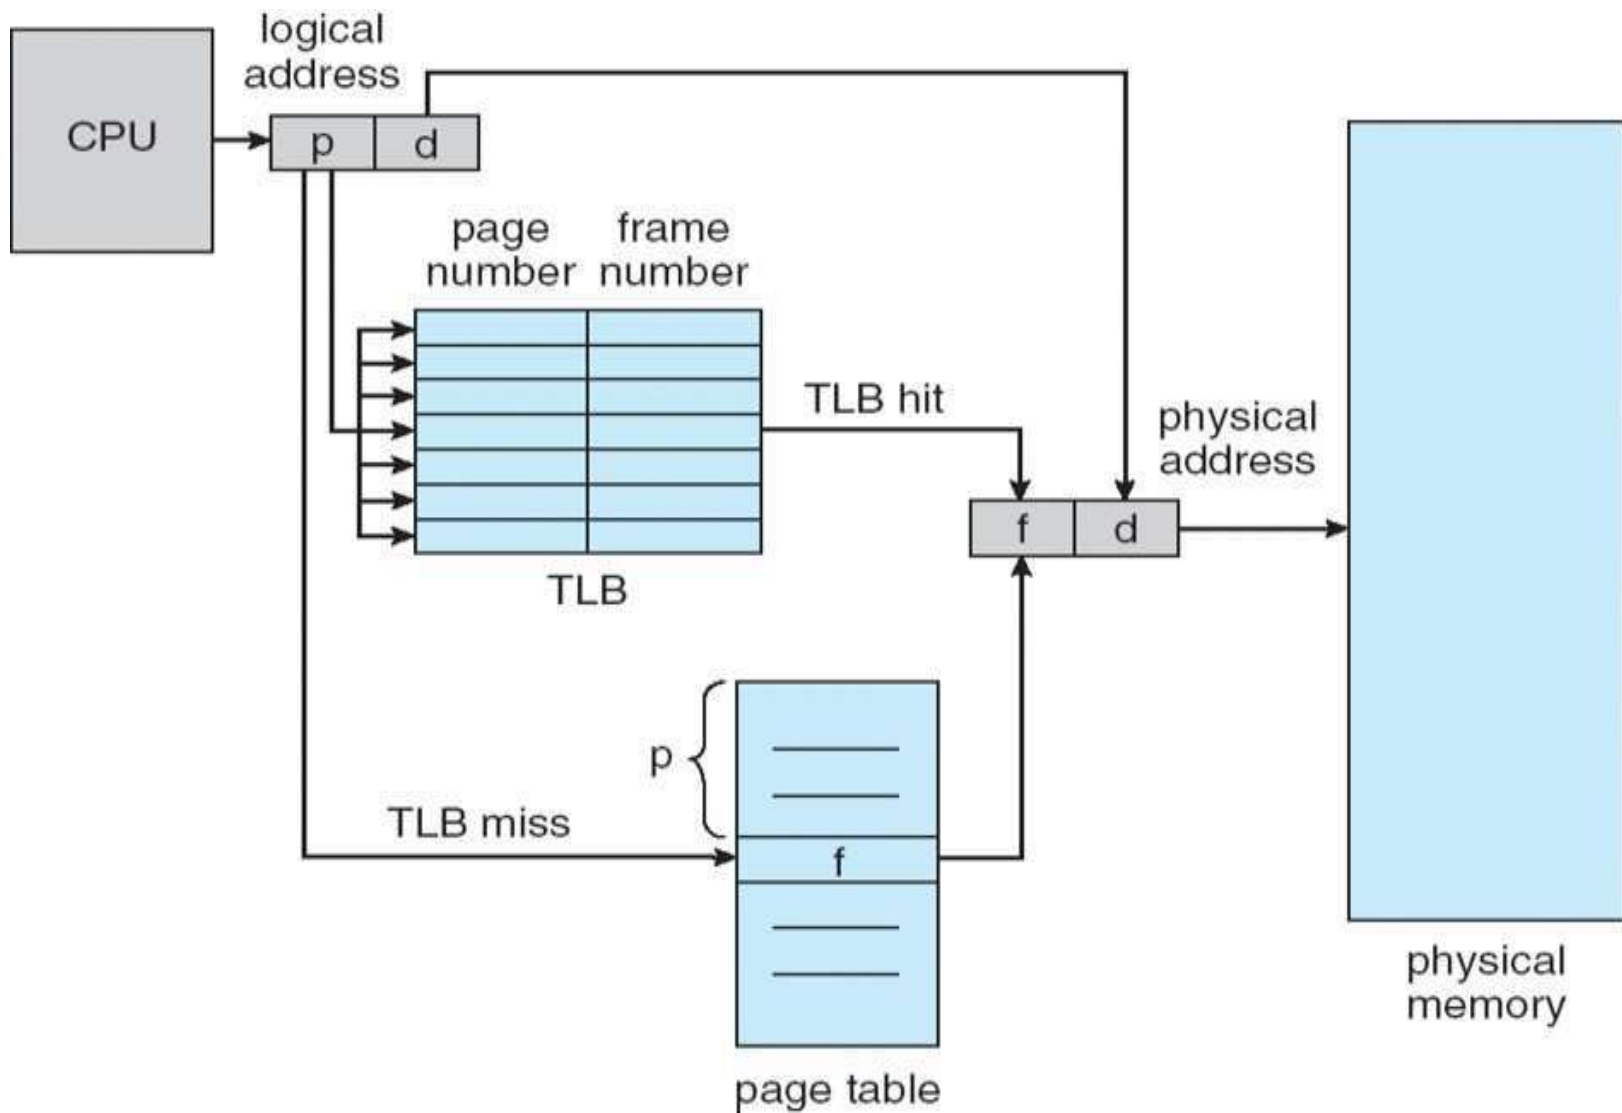 logical
address
CPU
p
d
page
number
frame
number
TLB hit
physical
address
f
d
TLB
p
TLB miss
f
physical
memory
page table